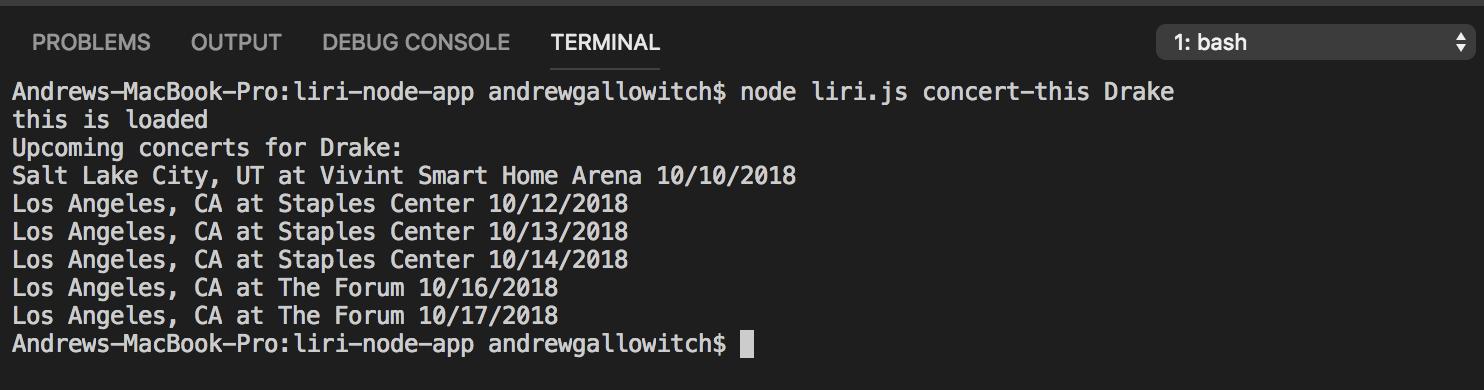 PROBLEMS OUTPUT DEBUG CONSOLE TERMINAL 1: bash
Andrews-MacBook-Pro:liri-node-app andrewgallowitch$ node liri.js concert-this Drake
this is loaded
Upcoming concerts for Drake:
Salt Lake City, UT at Vivint Smart Home Arena 10/10/2018
Los Angeles, CA at Staples Center 10/12/2018
Los Angeles, CA at Staples Center 10/13/2018
Los Angeles, CA at Staples Center 10/14/2018
Los Angeles, CA at The Forum 10/16/2018
Los Angeles, CA at The Forum 10/17/2018
Andrews-MacBook-Pro:liri-node-app andrewgallowitch$